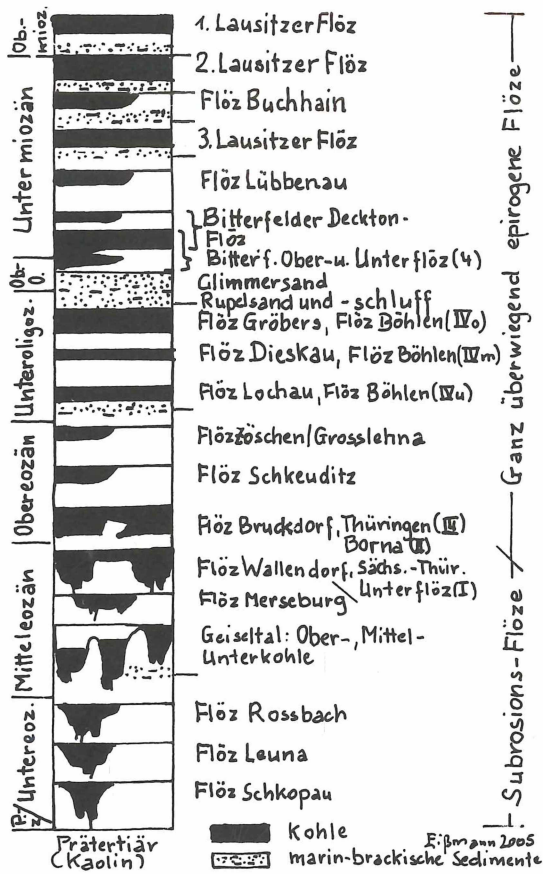 Ob.-
mioz.
Untermiozän
Ob.-
O.
Unteroligoz.
Obereozän
Mitteleozän
P.-/Untereoz.
1. Lausitzer Flöz
2. Lausitzer Flöz
Flöz Buchhain
3. Lausitzer Flöz
Flöz Lübbenau
Bitterfelder Deckton-
Flöz
Bitterf. Ober- u. Unterflöz (4)
Glimmersand
Rupelsand und -schluff
Flöz Gröbers, Flöz Böhlen (IVo)
Flöz Dieskau, Flöz Böhlen (IVm)
Flöz Lochau, Flöz Böhlen (IVu)
Flöz Zöschen/Grosslehna
Flöz Schkeuditz
Flöz Bruckdorf, Thüringen (III)
Borna (II)
Flöz Wallendorf, Sächs.-Thür.
Unterflöz (I)
Flöz Merseburg
Geiseltal: Ober-, Mittel-
Unterkohle
Flöz Rossbach
Flöz Leuna
Flöz Schkopau
Subrosions-Flöze / Ganz überwiegend epirogene Flöze
Prätertiär
(Kaolin)
Kohle
marin-brackische Sedimente
Eißmann 2005